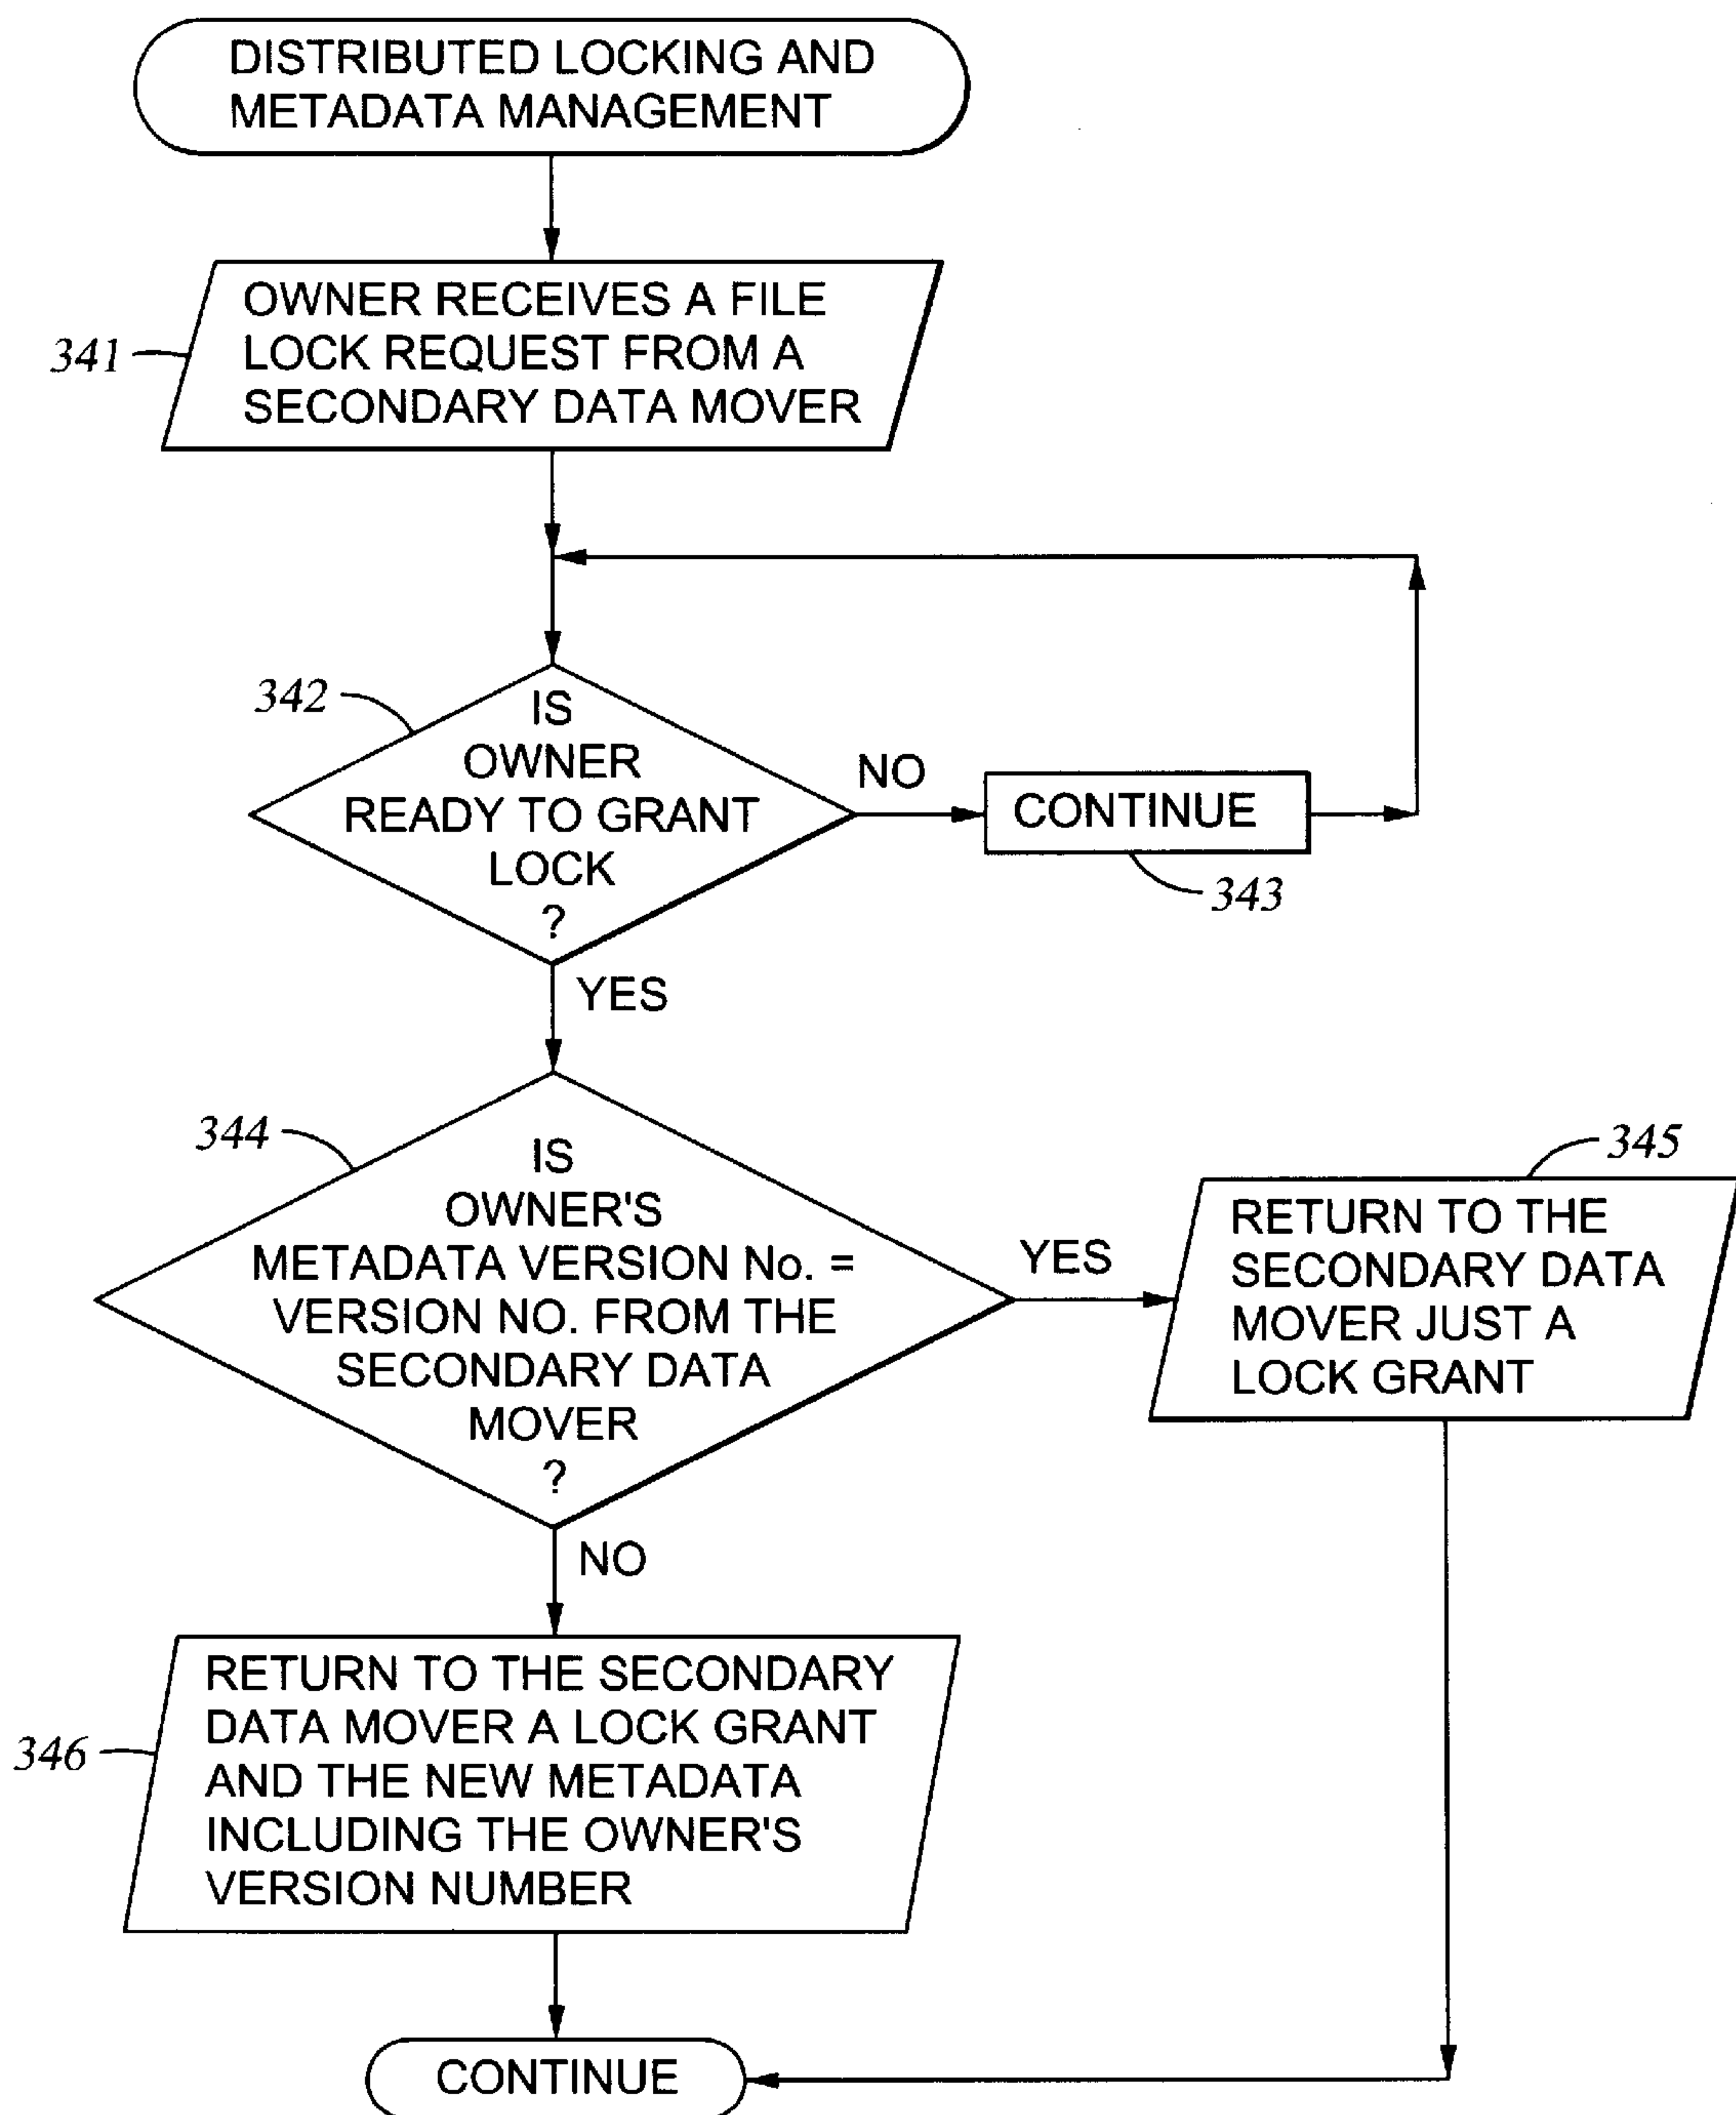 DISTRIBUTED LOCKING AND
METADATA MANAGEMENT
341
OWNER RECEIVES A FILE
LOCK REQUEST FROM A
SECONDARY DATA MOVER
342
IS
OWNER
READY TO GRANT
LOCK
?
NO
CONTINUE
343
YES
344
IS
OWNER'S
METADATA VERSION No. =
VERSION NO. FROM THE
SECONDARY DATA
MOVER
?
YES
345
RETURN TO THE
SECONDARY DATA
MOVER JUST A
LOCK GRANT
NO
346
RETURN TO THE SECONDARY
DATA MOVER A LOCK GRANT
AND THE NEW METADATA
INCLUDING THE OWNER'S
VERSION NUMBER
CONTINUE